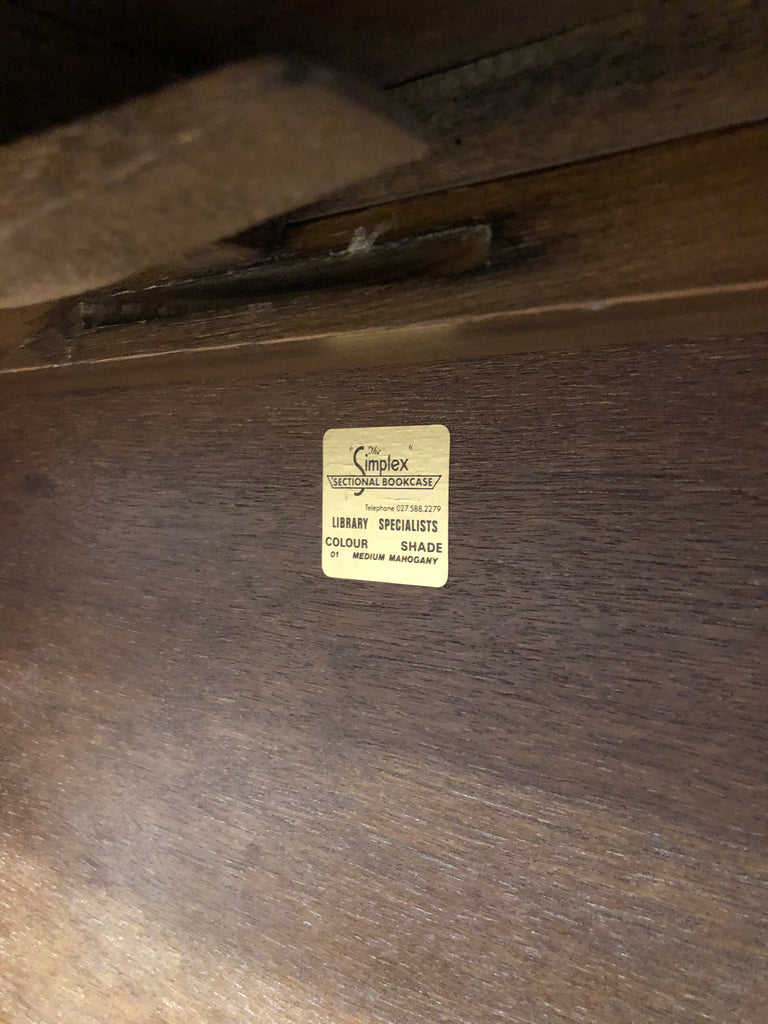 "The
Simplex"
SECTIONAL BOOKCASE
Telephone 027.588.2279
LIBRARY SPECIALISTS
COLOUR SHADE
01 MEDIUM MAHOGANY